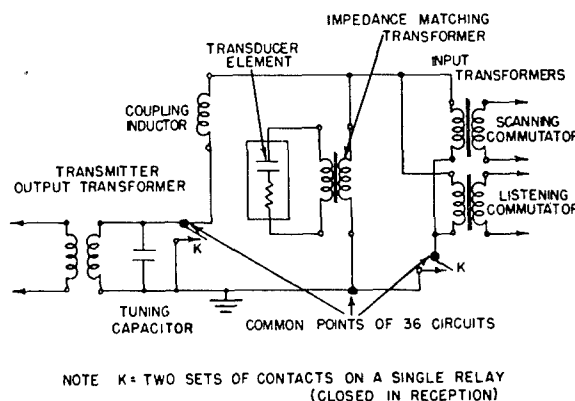 IMPEDANCE MATCHING
TRANSFORMER
TRANSDUCER
ELEMENT
INPUT
TRANSFORMERS
COUPLING
INDUCTOR
SCANNING
COMMUTATOR
TRANSMITTER
OUTPUT TRANSFORMER
LISTENING
COMMUTATOR
K
K
TUNING
CAPACITOR
COMMON POINTS OF 36 CIRCUITS
NOTE K= TWO SETS OF CONTACTS ON A SINGLE RELAY
(CLOSED IN RECEPTION)